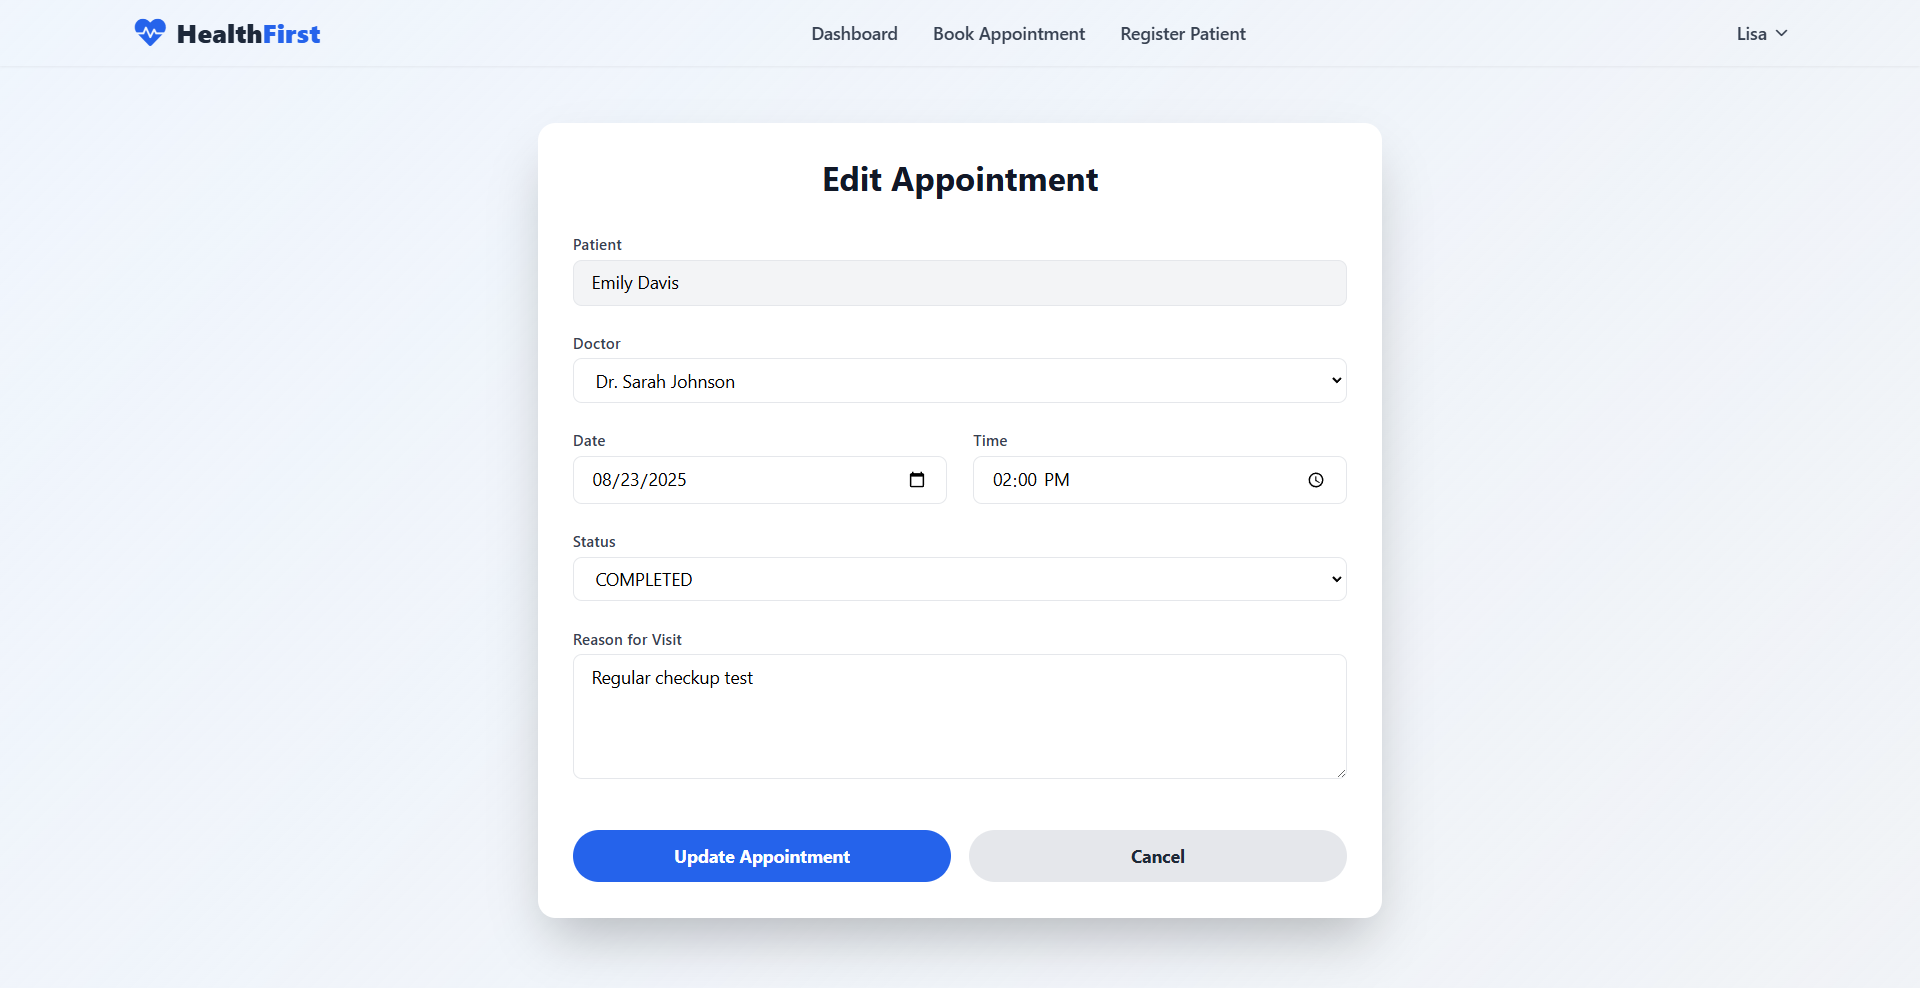 HealthFirst
Dashboard
Book Appointment
Register Patient
Lisa
Edit Appointment
Patient
Emily Davis
Doctor
Dr. Sarah Johnson
Date
Time
08/23/2025
02:00 PM
Status
COMPLETED
Reason for Visit
Regular checkup test
Update Appointment
Cancel